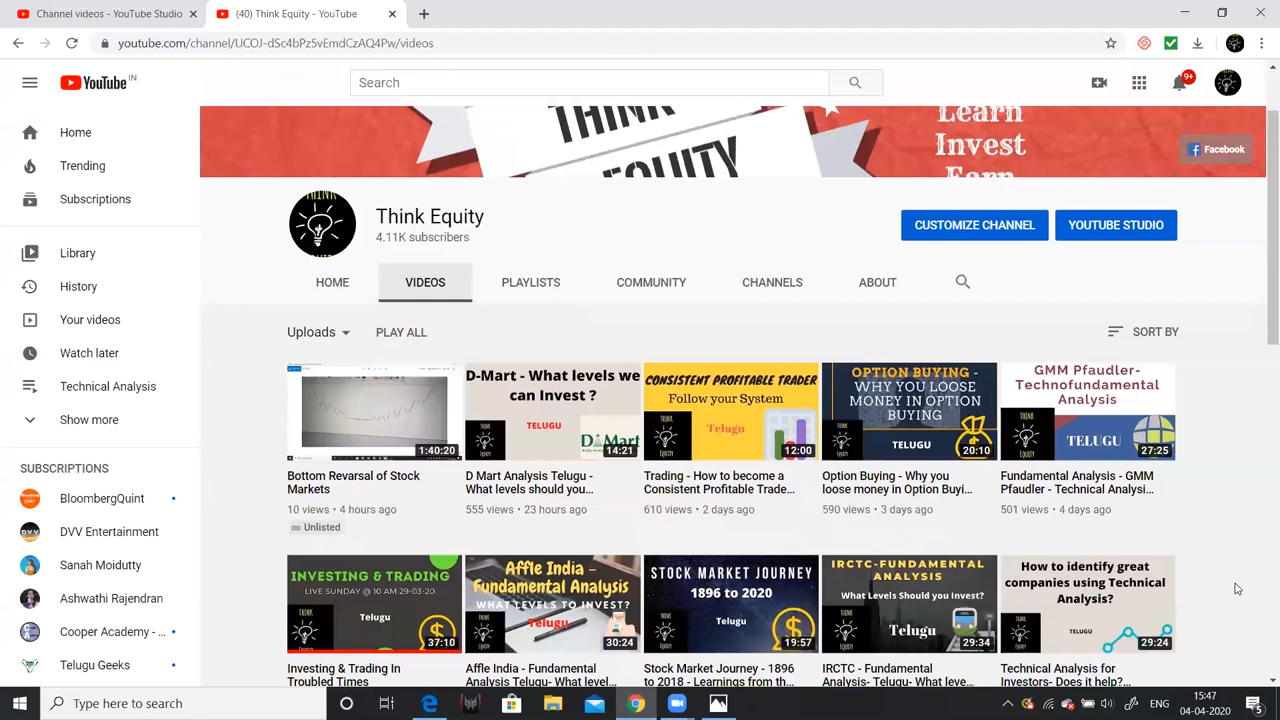 Channel videos - YouTube Studio
(40) Think Equity - YouTube
youtube.com/channel/UCOJ-dSc4bPz5vEmdCzAQ4Pw/videos
YouTube IN
Search
9+
THINK
EQUITY
Learn
Invest
Earn
Facebook
Home
Trending
Subscriptions
Library
History
Your videos
Watch later
Technical Analysis
Show more
SUBSCRIPTIONS
BloombergQuint
DVV Entertainment
Sanah Moidutty
Ashwathi Rajendran
Cooper Academy - ...
Telugu Geeks
Think Equity
4.11K subscribers
CUSTOMIZE CHANNEL
YOUTUBE STUDIO
HOME
VIDEOS
PLAYLISTS
COMMUNITY
CHANNELS
ABOUT
Uploads
PLAY ALL
SORT BY
1:40:20
Bottom Revarsal of Stock
Markets
10 views • 4 hours ago
Unlisted
D-Mart - What levels we
can Invest ?
TELUGU
D Mart
14:21
D Mart Analysis Telugu -
What levels should you...
555 views • 23 hours ago
CONSISTENT PROFITABLE TRADER
Follow your System
Telugu
12:00
Trading - How to become a
Consistent Profitable Trade...
610 views • 2 days ago
OPTION BUYING -
WHY YOU LOOSE
MONEY IN OPTION
BUYING
TELUGU
20:10
Option Buying - Why you
loose money in Option Buyi...
590 views • 3 days ago
GMM Pfaudler-
Technofundamental
Analysis
TELUGU
27:25
Fundamental Analysis - GMM
Pfaudler - Technical Analysi...
501 views • 4 days ago
INVESTING & TRADING
LIVE SUNDAY @ 10 AM 29-03-20
Telugu
37:10
Investing & Trading In
Troubled Times
Affle India -
Fundamental Analysis
WHAT LEVELS TO INVEST?
Telugu
30:24
Affle India - Fundamental
Analysis Telugu- What level...
STOCK MARKET JOURNEY
1896 to 2020
Telugu
19:57
Stock Market Journey - 1896
to 2018 - Learnings from th...
IRCTC-FUNDAMENTAL
ANALYSIS
What Levels Should you Invest?
Telugu
29:34
IRCTC - Fundamental
Analysis- Telugu- What leve...
How to identify great
companies using Technical
Analysis?
TELUGU
29:24
Technical Analysis for
Investors- Does it help?...
Type here to search
ENG
15:47
04-04-2020
5